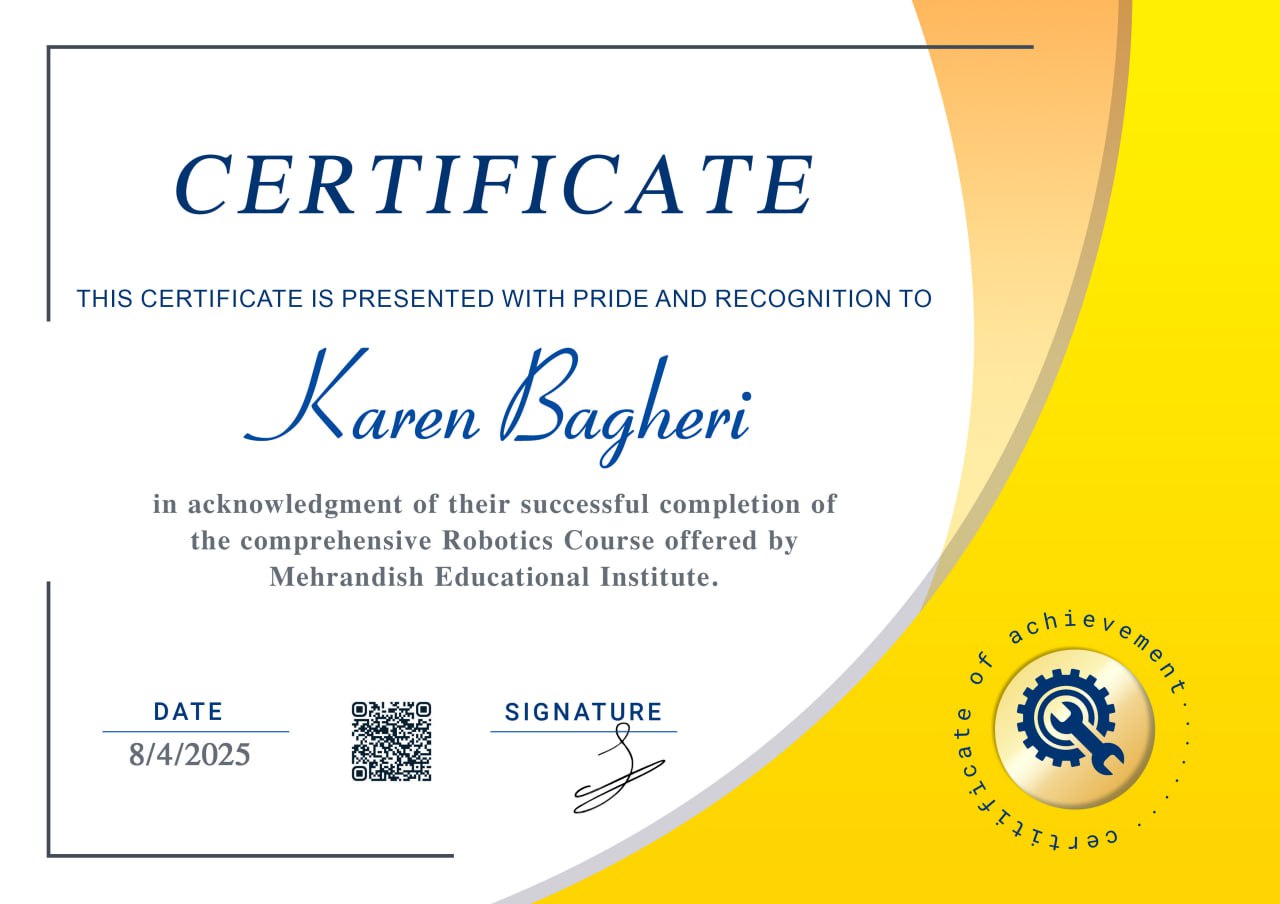 CERTIFICATE
THIS CERTIFICATE IS PRESENTED WITH PRIDE AND RECOGNITION TO
Karen Bagheri
in acknowledgment of their successful completion of
the comprehensive Robotics Course offered by
Mehrandish Educational Institute.
DATE
8/4/2025
SIGNATURE
certificate of achievement.........